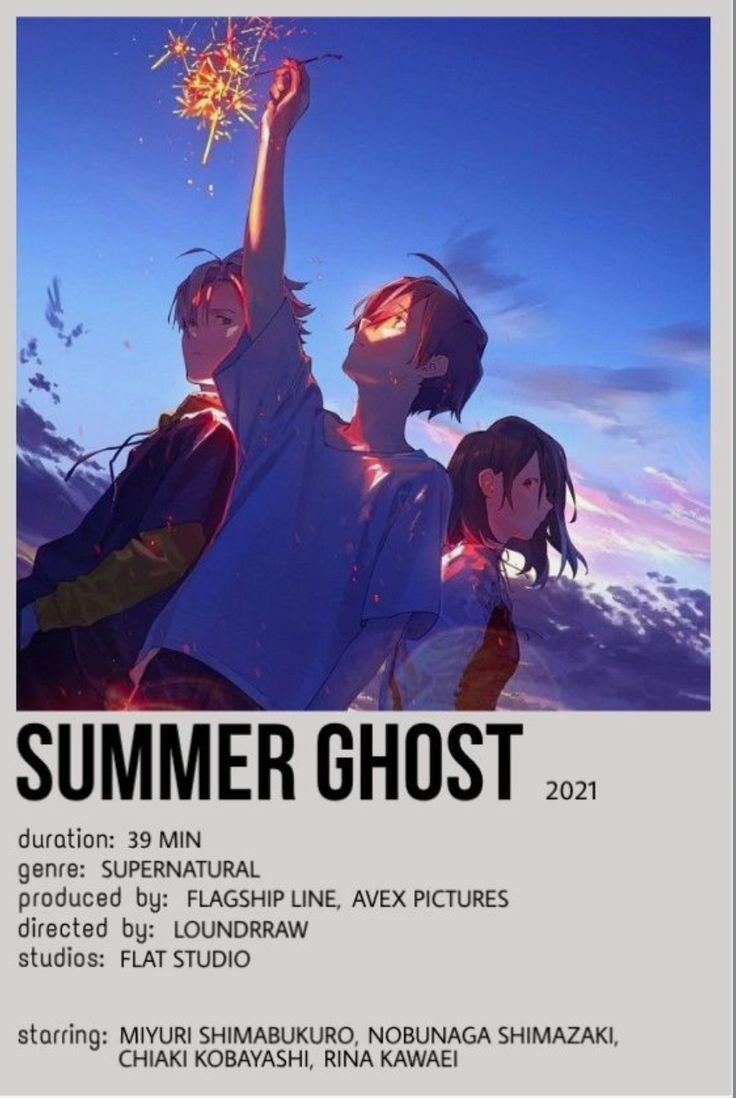 SUMMER GHOST 2021
duration: 39 MIN
genre: SUPERNATURAL
produced by: FLAGSHIP LINE, AVEX PICTURES
directed by: LOUNDRRAW
studios: FLAT STUDIO
starring: MIYURI SHIMABUKURO, NOBUNAGA SHIMAZAKI,
CHIAKI KOBAYASHI, RINA KAWAEI